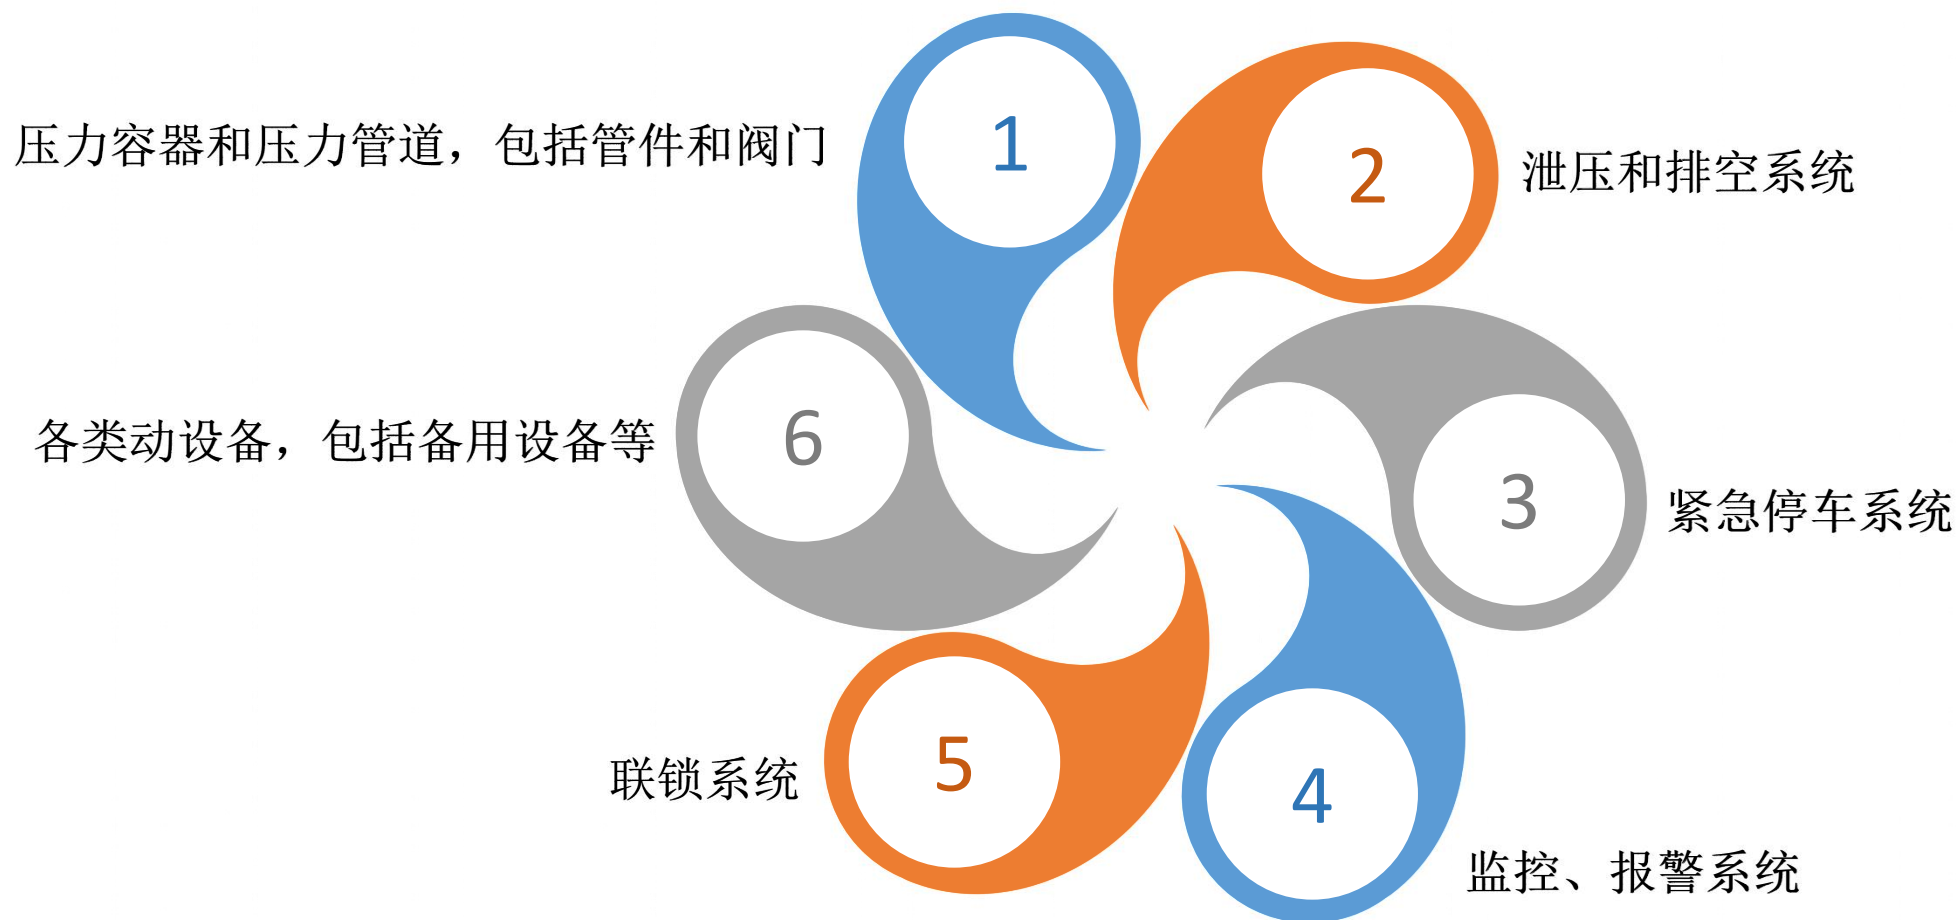 1
压力容器和压力管道，包括管件和阀门
2
泄压和排空系统
3
紧急停车系统
4
监控、报警系统
5
联锁系统
6
各类动设备，包括备用设备等